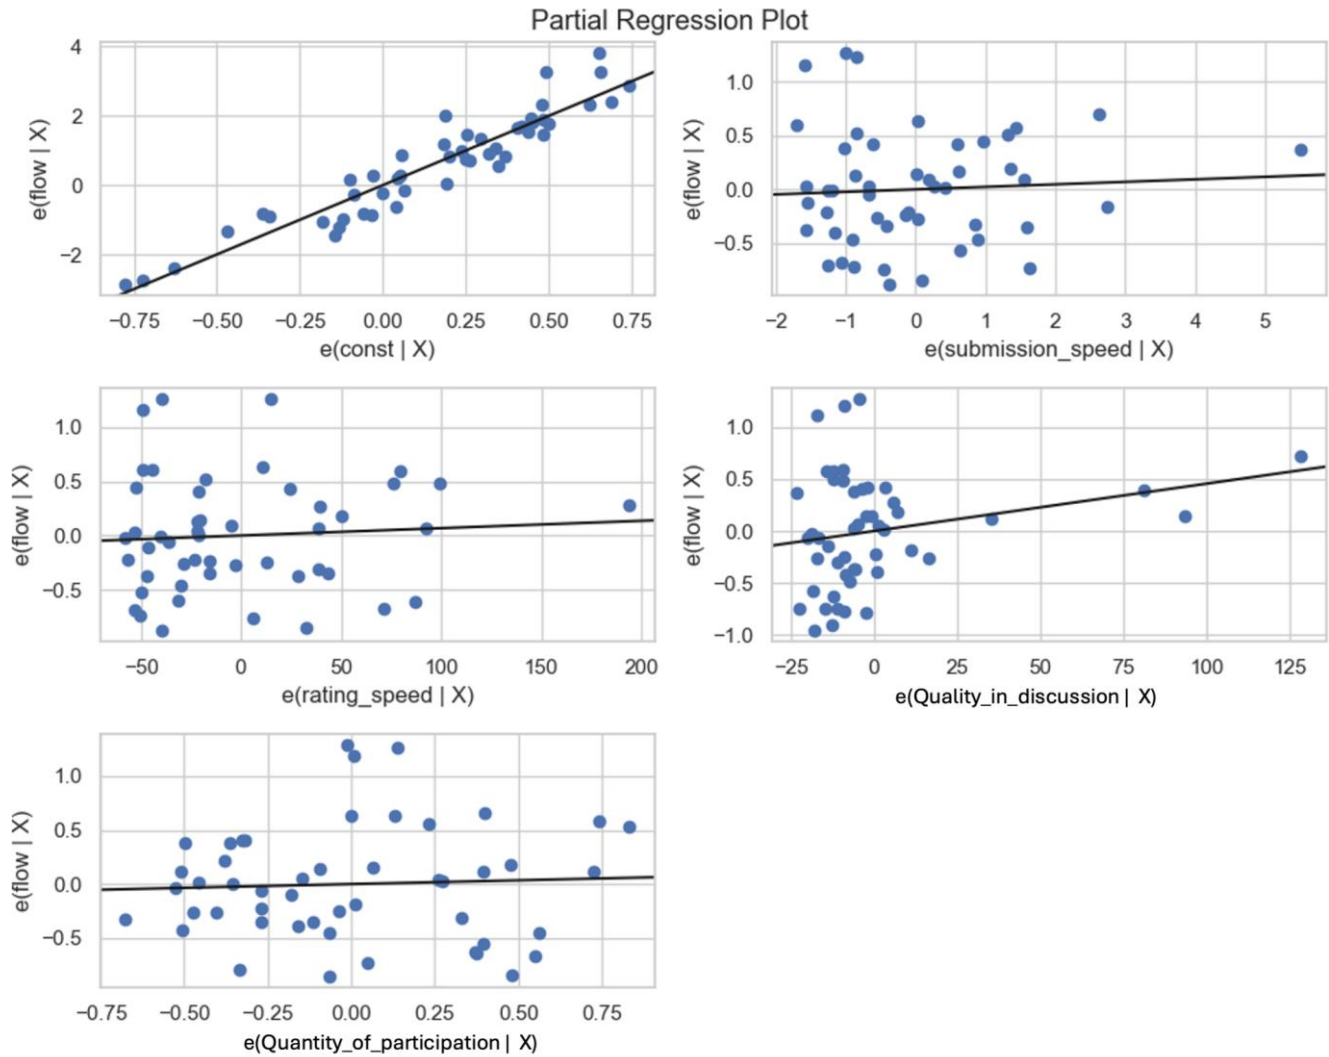 Partial Regression Plot
4
2
0
−2
e(flow | X)
−0.75 −0.50 −0.25 0.00 0.25 0.50 0.75
e(const | X)
1.0
0.5
0.0
−0.5
e(flow | X)
−2 −1 0 1 2 3 4 5
e(submission_speed | X)
1.0
0.5
0.0
−0.5
e(flow | X)
−50 0 50 100 150 200
e(rating_speed | X)
1.0
0.5
0.0
−0.5
−1.0
e(flow | X)
−25 0 25 50 75 100 125
e(Quality_in_discussion | X)
1.0
0.5
0.0
−0.5
e(flow | X)
−0.75 −0.50 −0.25 0.00 0.25 0.50 0.75
e(Quantity_of_participation | X)